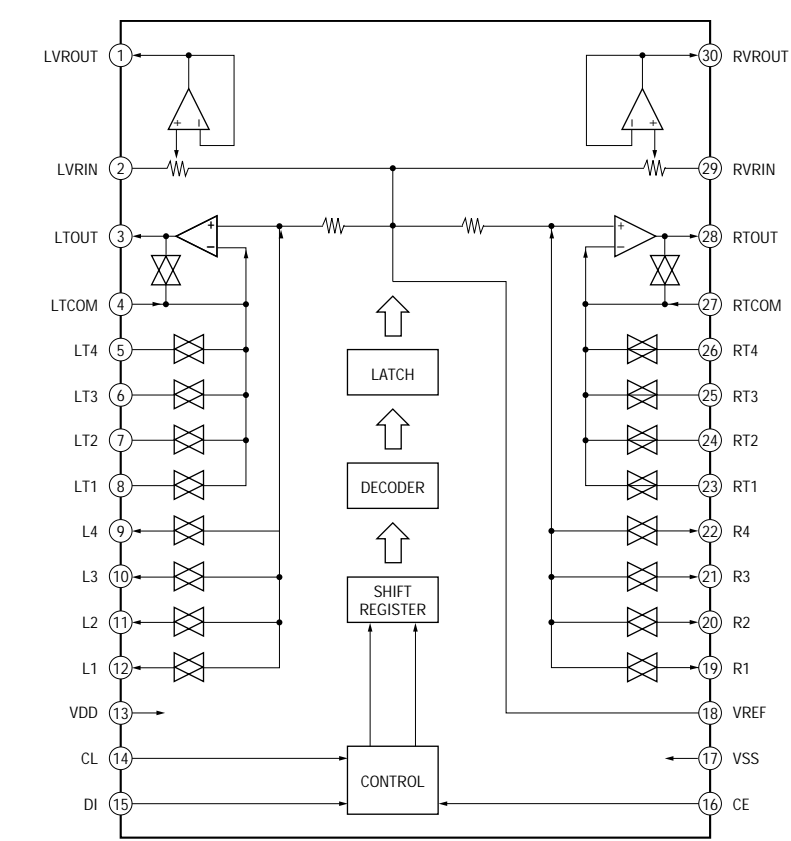 LVROUT 1 30 RVROUT
+ − − +
LVRIN 2 29 RVRIN
LTOUT 3 + + 28 RTOUT
− −
LTCOM 4 27 RTCOM
LT4 5 26 RT4
LATCH
LT3 6 25 RT3
LT2 7 24 RT2
LT1 8 DECODER 23 RT1
L4 9 22 R4
L3 10 21 R3
SHIFT
REGISTER
L2 11 20 R2
L1 12 19 R1
VDD 13 18 VREF
CL 14 17 VSS
CONTROL
DI 15 16 CE